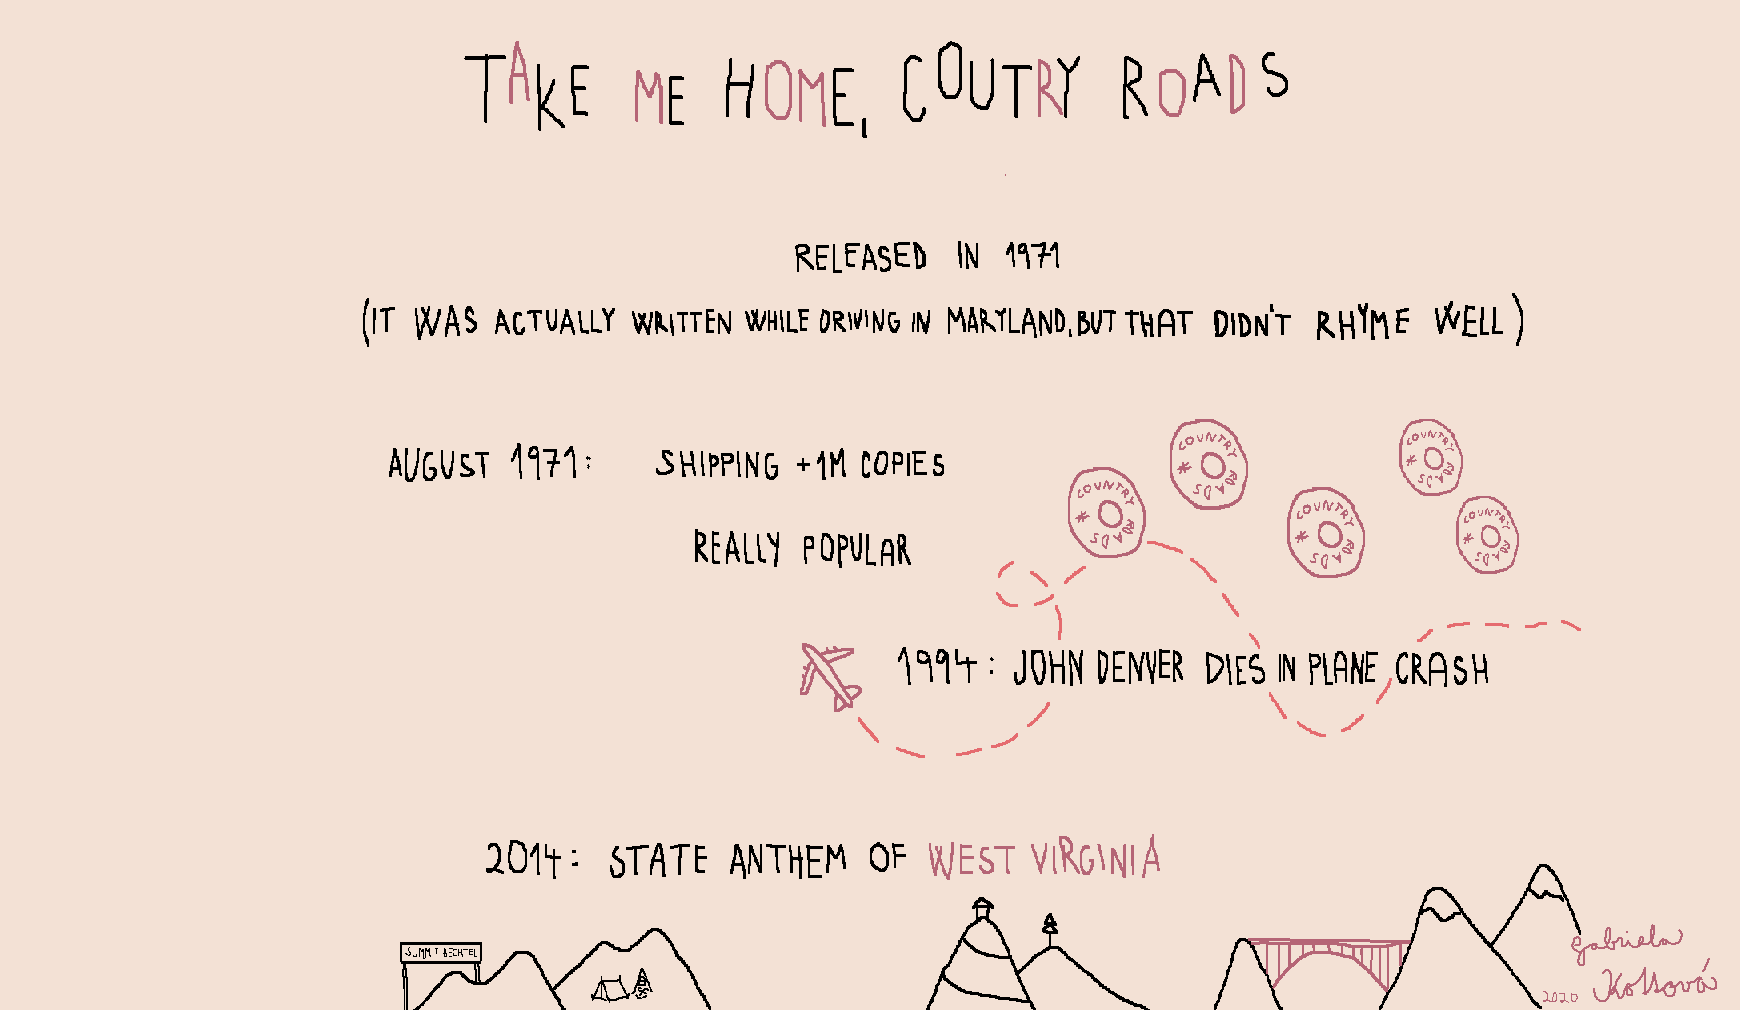 TAKE ME HOME, COUTRY ROADS
RELEASED IN 1971
(IT WAS ACTUALLY WRITTEN WHILE DRIVING IN MARYLAND, BUT THAT DIDN'T RHYME WELL)
AUGUST 1971: SHIPPING +1M COPIES
REALLY POPULAR
COUNTRY ROADS *
COUNTRY ROADS *
COUNTRY ROADS *
COUNTRY ROADS *
COUNTRY ROADS *
1994: JOHN DENVER DIES IN PLANE CRASH
2014: STATE ANTHEM OF WEST VIRGINIA
SUMMIT BECHTEL
gabriela
2020